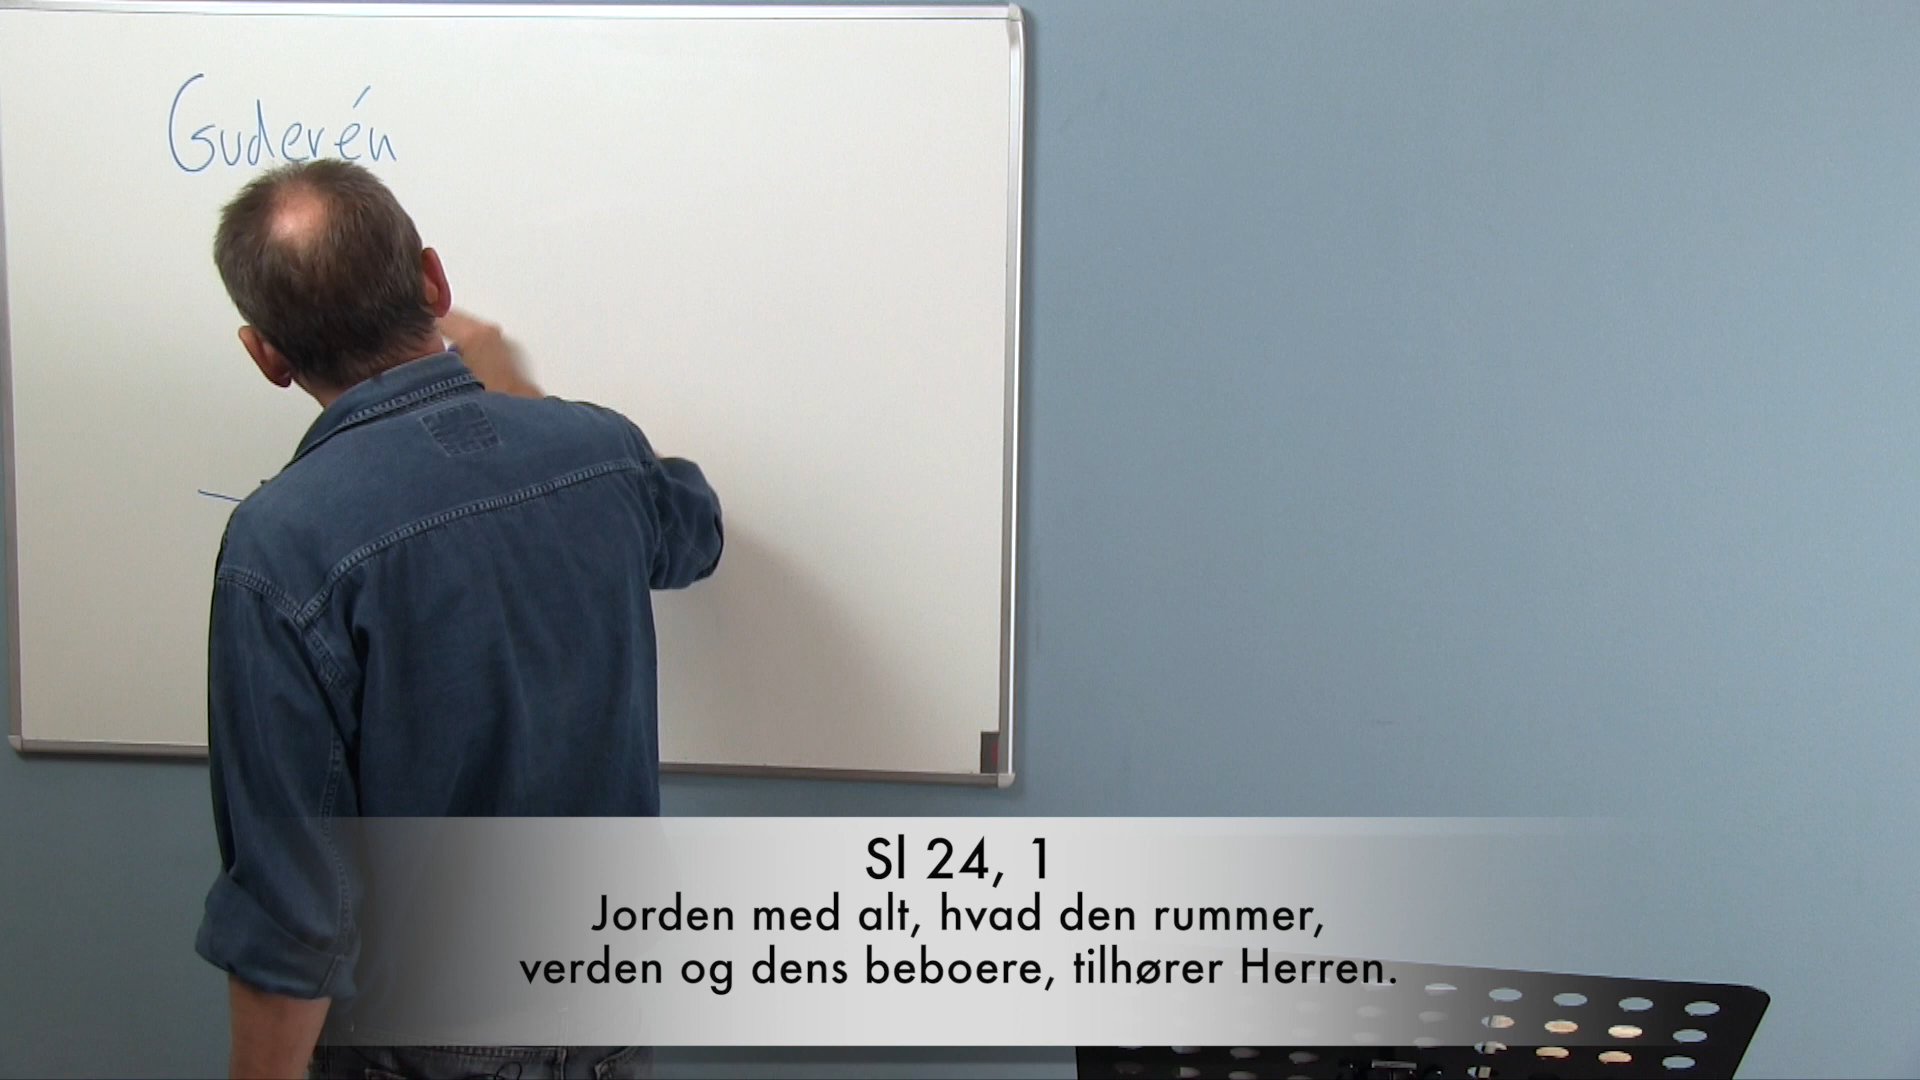 Guderén
Sl 24, 1
Jorden med alt, hvad den rummer,
verden og dens beboere, tilhører Herren.